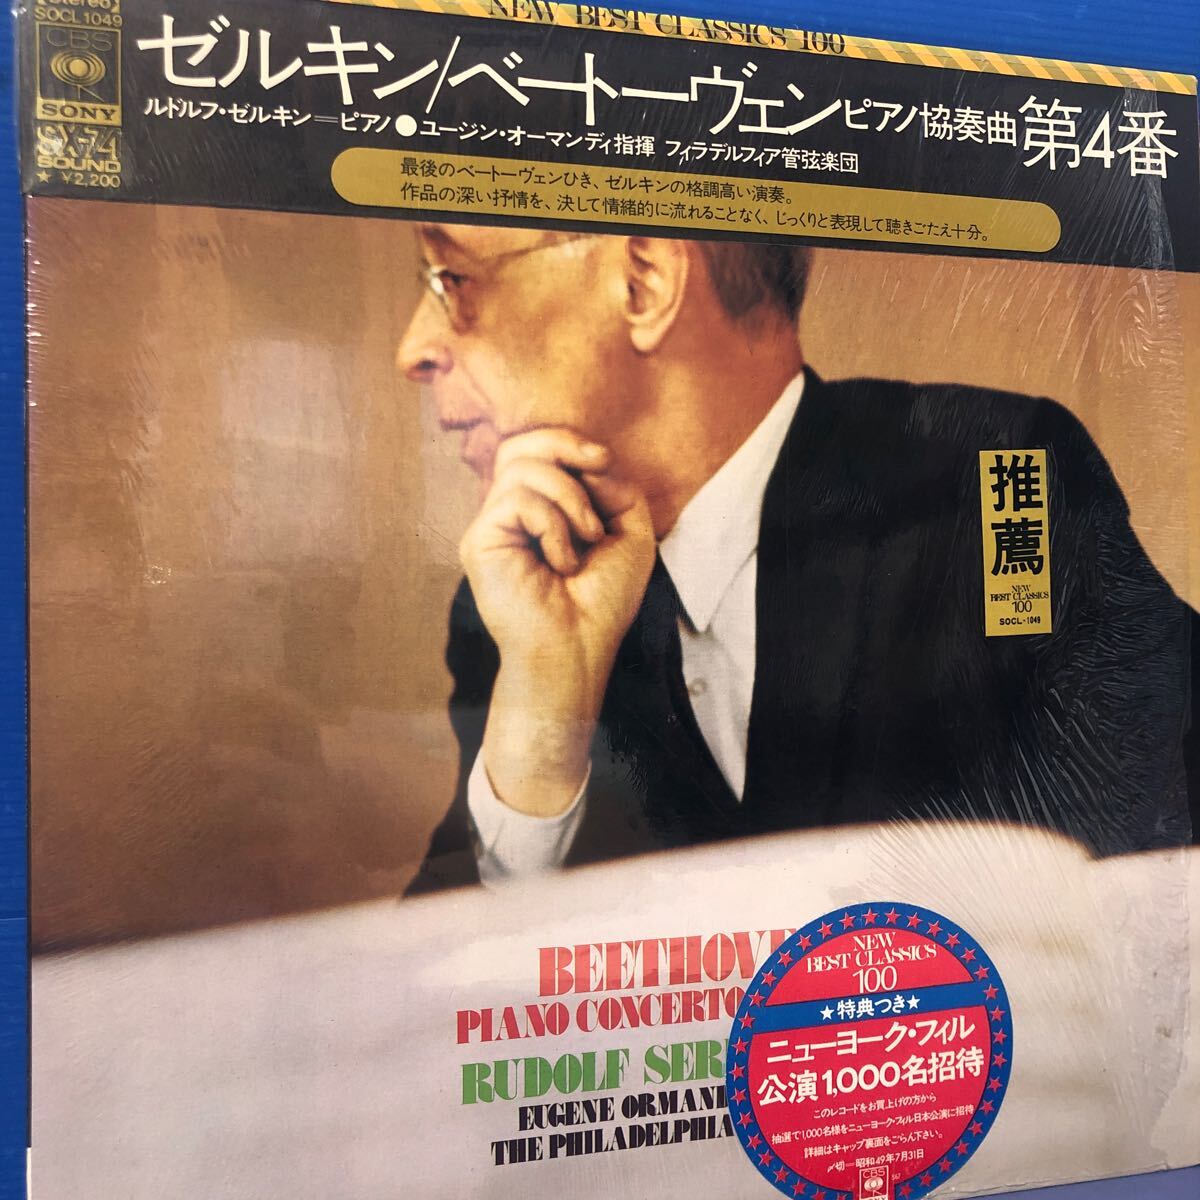 【Stereo】
SOCL 1049
CBS
SONY
SX-74
SOUND
★ ¥2,200
NEW BEST CLASSICS 100
ゼルキン/ベートーヴェンピアノ協奏曲第4番
ルドルフ・ゼルキン=ピアノ●ユージン・オーマンディ指揮 フィラデルフィア管弦楽団
最後のベートーヴェンひき、ゼルキンの格調高い演奏。
作品の深い抒情を、決して情緒的に流れることなく、じっくりと表現して聴きごたえ十分。
推薦
NEW
BEST CLASSICS
100
SOCL-1049
BEETHOVE
PIANO CONCERTO
RUDOLF SER
EUGENE ORMAN
THE PHILADELPHIA
NEW
BEST CLASSICS
100
★特典つき★
ニューヨーク・フィル
公演1,000名招待
このレコードをお買上げの方から
抽選で1,000名様をニューヨーク・フィル日本公演に招待
詳細はキャップ裏面をごらん下さい。
〆切=昭和49年7月31日
CBS
SONY